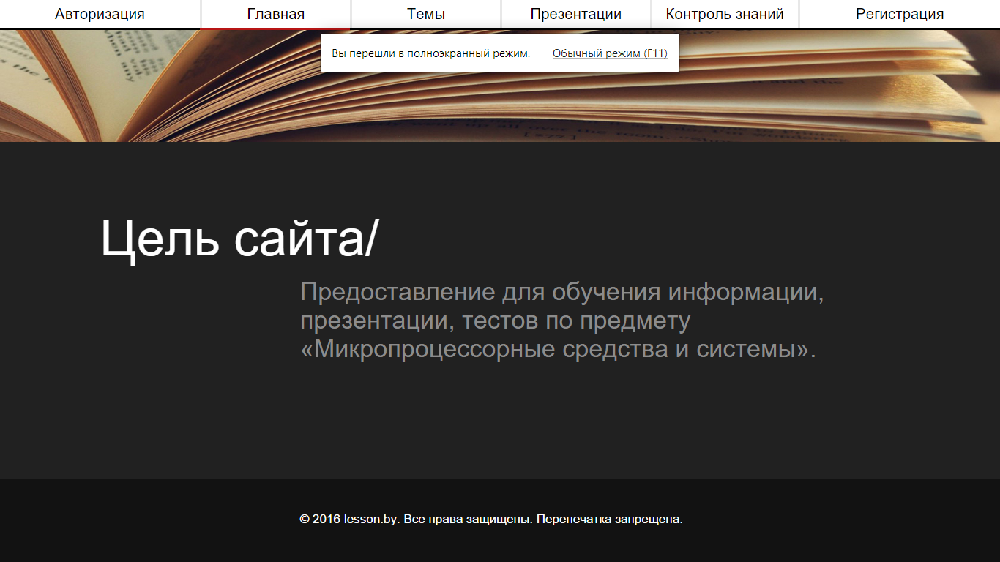 Авторизация
Главная
Темы
Презентации
Контроль знаний
Регистрация
Вы перешли в полноэкранный режим. Обычный режим (F11)
[ 277 ]
Цель сайта/
Предоставление для обучения информации,
презентации, тестов по предмету
«Микропроцессорные средства и системы».
© 2016 lesson.by. Все права защищены. Перепечатка запрещена.